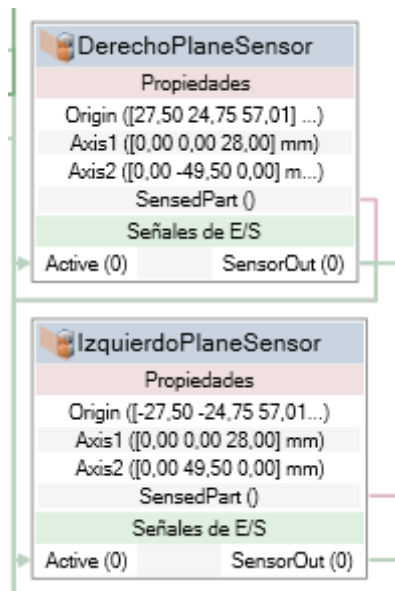 DerechoPlaneSensor
Propiedades
Origin ([27,50 24,75 57,01] ...)
Axis1 ([0,00 0,00 28,00] mm)
Axis2 ([0,00 -49,50 0,00] m...)
SensedPart ()
Señales de E/S
Active (0) SensorOut (0)
IzquierdoPlaneSensor
Propiedades
Origin ([-27,50 -24,75 57,01...)
Axis1 ([0,00 0,00 28,00] mm)
Axis2 ([0,00 49,50 0,00] mm)
SensedPart ()
Señales de E/S
Active (0) SensorOut (0)